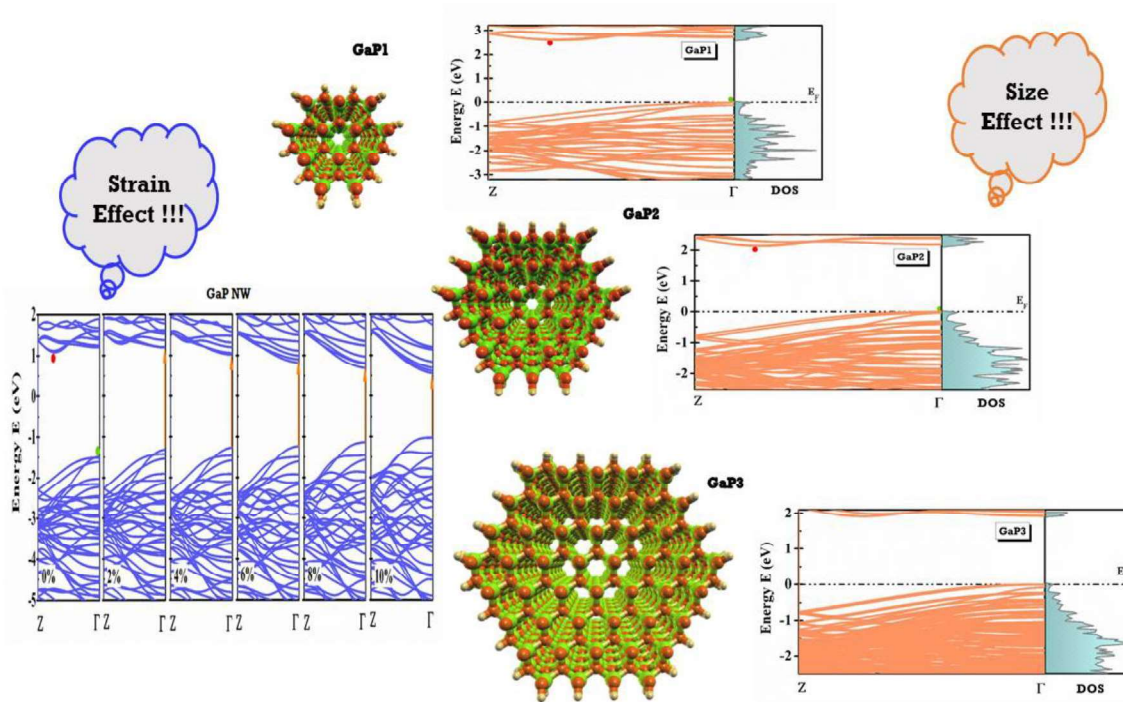 GaP1
Energy E (eV)
3
2
1
0
-1
-2
-3
GaP1
E_F
Z
Γ
DOS
Size
Effect !!!
Strain
Effect !!!
GaP2
Energy E (eV)
2
1
0
-1
-2
GaP2
E_F
Z
Γ
DOS
GaP NW
Energy E (eV)
2
1
0
-1
-2
-3
-4
-5
0%
2%
4%
6%
8%
10%
Z Γ Z Γ Z Γ Z Γ Z Γ Z Γ
GaP3
Energy E (eV)
2
1
0
-1
-2
GaP3
E
Z
Γ
DOS